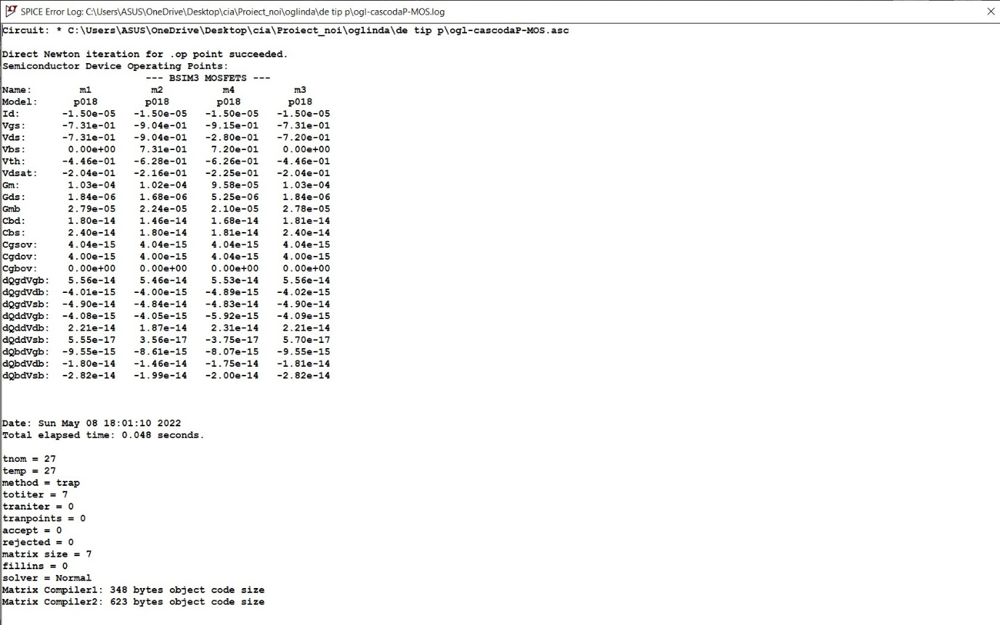 SPICE Error Log: C:\Users\ASUS\OneDrive\Desktop\cia\Proiect_noi\oglinda\de tip p\ogl-cascodaP-MOS.log
Circuit: * C:\Users\ASUS\OneDrive\Desktop\cia\Proiect_noi\oglinda\de tip p\ogl-cascodaP-MOS.asc
Direct Newton iteration for .op point succeeded.
Semiconductor Device Operating Points:
--- BSIM3 MOSFETS ---
Name: m1 m2 m4 m3
Model: p018 p018 p018 p018
Id: -1.50e-05 -1.50e-05 -1.50e-05 -1.50e-05
Vgs: -7.31e-01 -9.04e-01 -9.15e-01 -7.31e-01
Vds: -7.31e-01 -9.04e-01 -2.80e-01 -7.20e-01
Vbs: 0.00e+00 7.31e-01 7.20e-01 0.00e+00
Vth: -4.46e-01 -6.28e-01 -6.26e-01 -4.46e-01
Vdsat: -2.04e-01 -2.16e-01 -2.25e-01 -2.04e-01
Gm: 1.03e-04 1.02e-04 9.58e-05 1.03e-04
Gds: 1.84e-06 1.68e-06 5.25e-06 1.84e-06
Gmb 2.79e-05 2.24e-05 2.10e-05 2.78e-05
Cbd: 1.80e-14 1.46e-14 1.68e-14 1.81e-14
Cbs: 2.40e-14 1.80e-14 1.81e-14 2.40e-14
Cgsov: 4.04e-15 4.04e-15 4.04e-15 4.04e-15
Cgdov: 4.00e-15 4.00e-15 4.04e-15 4.00e-15
Cgbov: 0.00e+00 0.00e+00 0.00e+00 0.00e+00
dQgdVgb: 5.56e-14 5.46e-14 5.53e-14 5.56e-14
dQgdVdb: -4.01e-15 -4.00e-15 -4.89e-15 -4.02e-15
dQgdVsb: -4.90e-14 -4.84e-14 -4.83e-14 -4.90e-14
dQddVgb: -4.08e-15 -4.05e-15 -5.92e-15 -4.09e-15
dQddVdb: 2.21e-14 1.87e-14 2.31e-14 2.21e-14
dQddVsb: 5.55e-17 3.56e-17 -3.75e-17 5.70e-17
dQbdVgb: -9.55e-15 -8.61e-15 -8.07e-15 -9.55e-15
dQbdVdb: -1.80e-14 -1.46e-14 -1.75e-14 -1.81e-14
dQbdVsb: -2.82e-14 -1.99e-14 -2.00e-14 -2.82e-14
Date: Sun May 08 18:01:10 2022
Total elapsed time: 0.048 seconds.
tnom = 27
temp = 27
method = trap
totiter = 7
traniter = 0
tranpoints = 0
accept = 0
rejected = 0
matrix size = 7
fillins = 0
solver = Normal
Matrix Compiler1: 348 bytes object code size
Matrix Compiler2: 623 bytes object code size